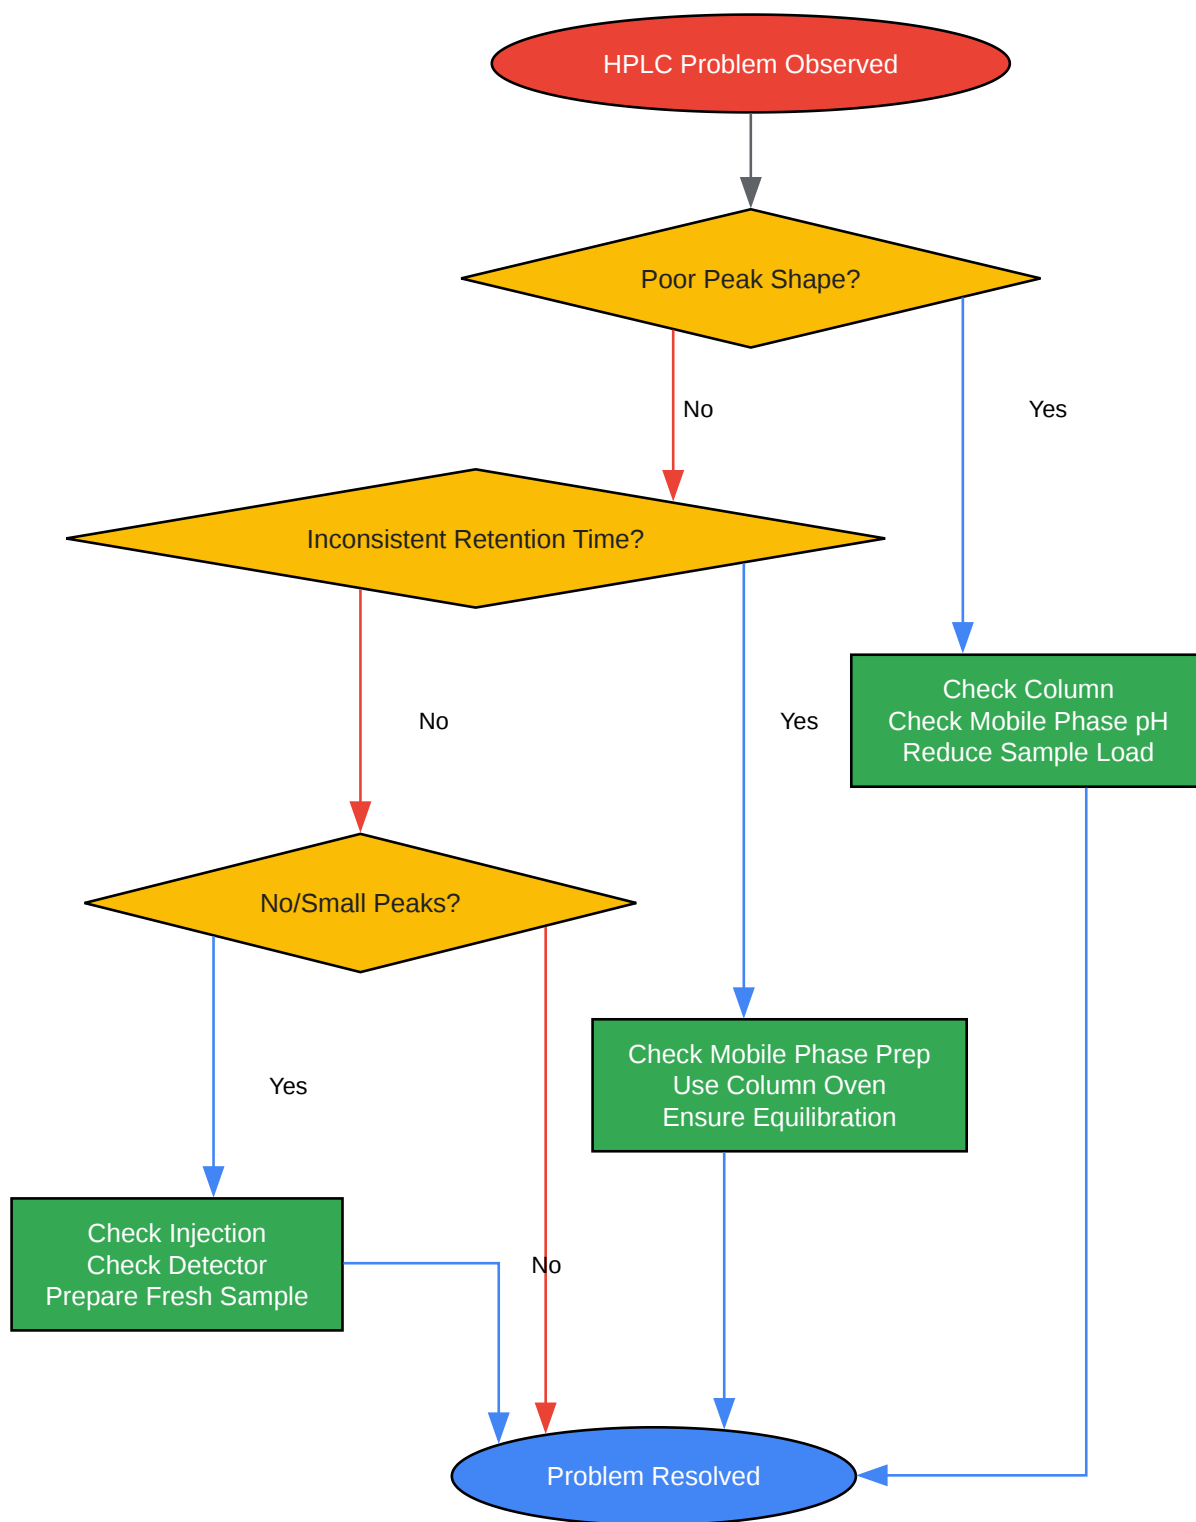 HPLC Problem Observed
Poor Peak Shape?
No
Yes
Inconsistent Retention Time?
No
Yes
Check Column
Check Mobile Phase pH
Reduce Sample Load
No/Small Peaks?
Yes
Check Mobile Phase Prep
Use Column Oven
Ensure Equilibration
Check Injection
Check Detector
Prepare Fresh Sample
No
Problem Resolved